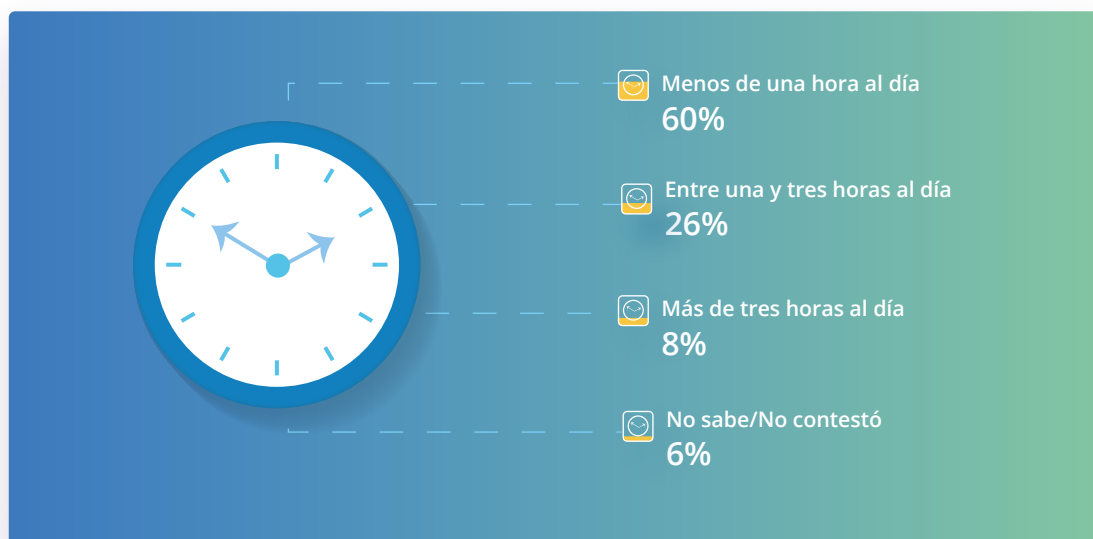 Menos de una hora al día
60%
Entre una y tres horas al día
26%
Más de tres horas al día
8%
No sabe/No contestó
6%